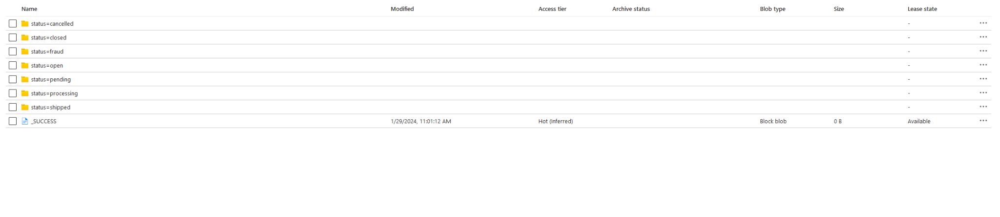 Name Modified Access tier Archive status Blob type Size Lease state
status=cancelled - ...
status=closed - ...
status=fraud - ...
status=open - ...
status=pending - ...
status=processing - ...
status=shipped - ...
_SUCCESS 1/29/2024, 11:01:12 AM Hot (Inferred) Block blob 0 B Available ...